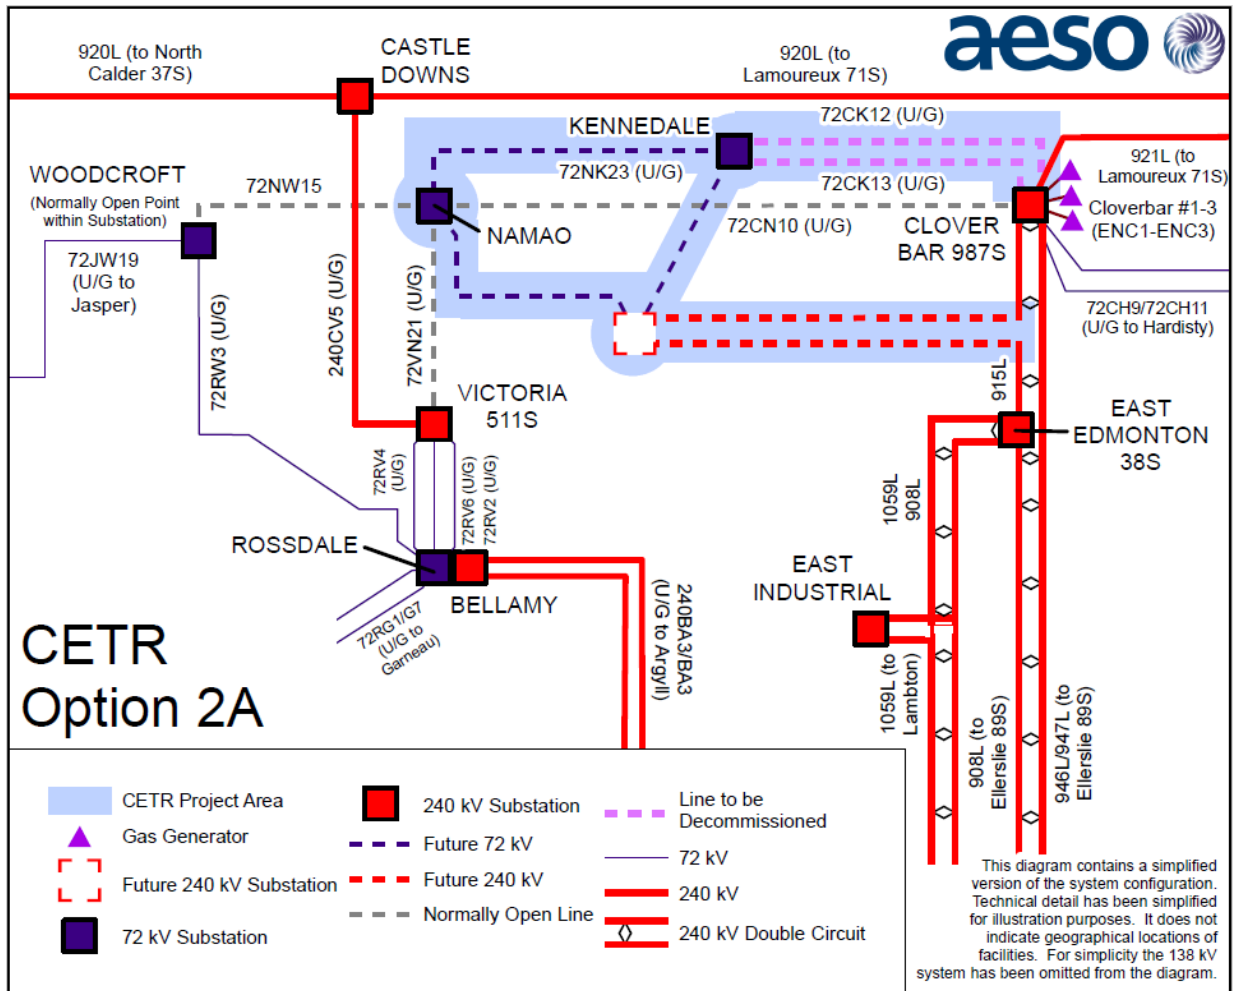 aeso
920L (to North
Calder 37S)
CASTLE
DOWNS
920L (to
Lamoureux 71S)
KENNEDALE
72CK12 (U/G)
WOODCROFT
(Normally Open Point
within Substation)
72NW15
72NK23 (U/G)
72CK13 (U/G)
921L (to
Lamoureux 71S)
Cloverbar #1-3
(ENC1-ENC3)
NAMAO
72CN10 (U/G)
CLOVER
BAR 987S
72JW19
(U/G to
Jasper)
72RW3 (U/G)
240CV5 (U/G)
72VN21 (U/G)
72CH9/72CH11
(U/G to Hardisty)
915L
VICTORIA
511S
EAST
EDMONTON
38S
72RV4
(U/G)
72RV6 (U/G)
72RV2 (U/G)
1059L
908L
ROSSDALE
BELLAMY
EAST
INDUSTRIAL
72RG1/G7
(U/G to
Garneau)
240BA3/BA3
(U/G to Argyll)
1059L (to
Lambton)
908L (to
Ellerslie 89S)
946L/947L (to
Ellerslie 89S)
CETR
Option 2A
CETR Project Area
Gas Generator
Future 240 kV Substation
72 kV Substation
240 kV Substation
Future 72 kV
Future 240 kV
Normally Open Line
Line to be
Decommissioned
72 kV
240 kV
240 kV Double Circuit
This diagram contains a simplified
version of the system configuration.
Technical detail has been simplified
for illustration purposes. It does not
indicate geographical locations of
facilities. For simplicity the 138 kV
system has been omitted from the diagram.